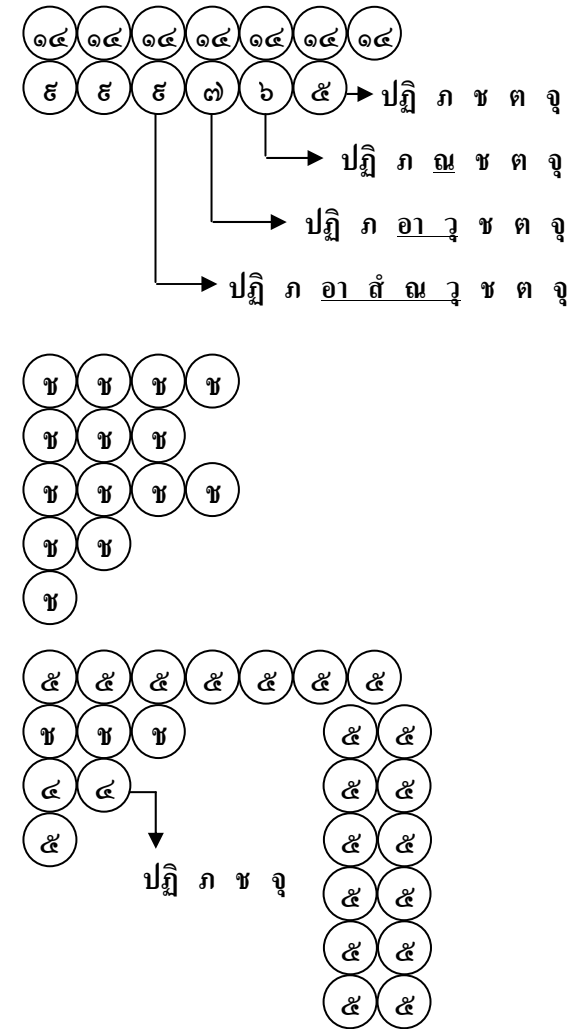 ๑๔ ๑๔ ๑๔ ๑๔ ๑๔ ๑๔ ๑๔
๙ ๙ ๙ ๗ ๖ ๕ ปฏิ ภ ช ต จุ
ปฏิ ภ ณ ช ต จุ
ปฏิ ภ อา วุ ช ต จุ
ปฏิ ภ อา สํ ณ วุ ช ต จุ
ช ช ช ช
ช ช ช
ช ช ช ช
ช ช
ช
๕ ๕ ๕ ๕ ๕ ๕ ๕
ช ช ช ๕ ๕
๔ ๔ ๕ ๕
๕ ๕ ๕
ปฏิ ภ ช จุ ๕ ๕
๕ ๕
๕ ๕